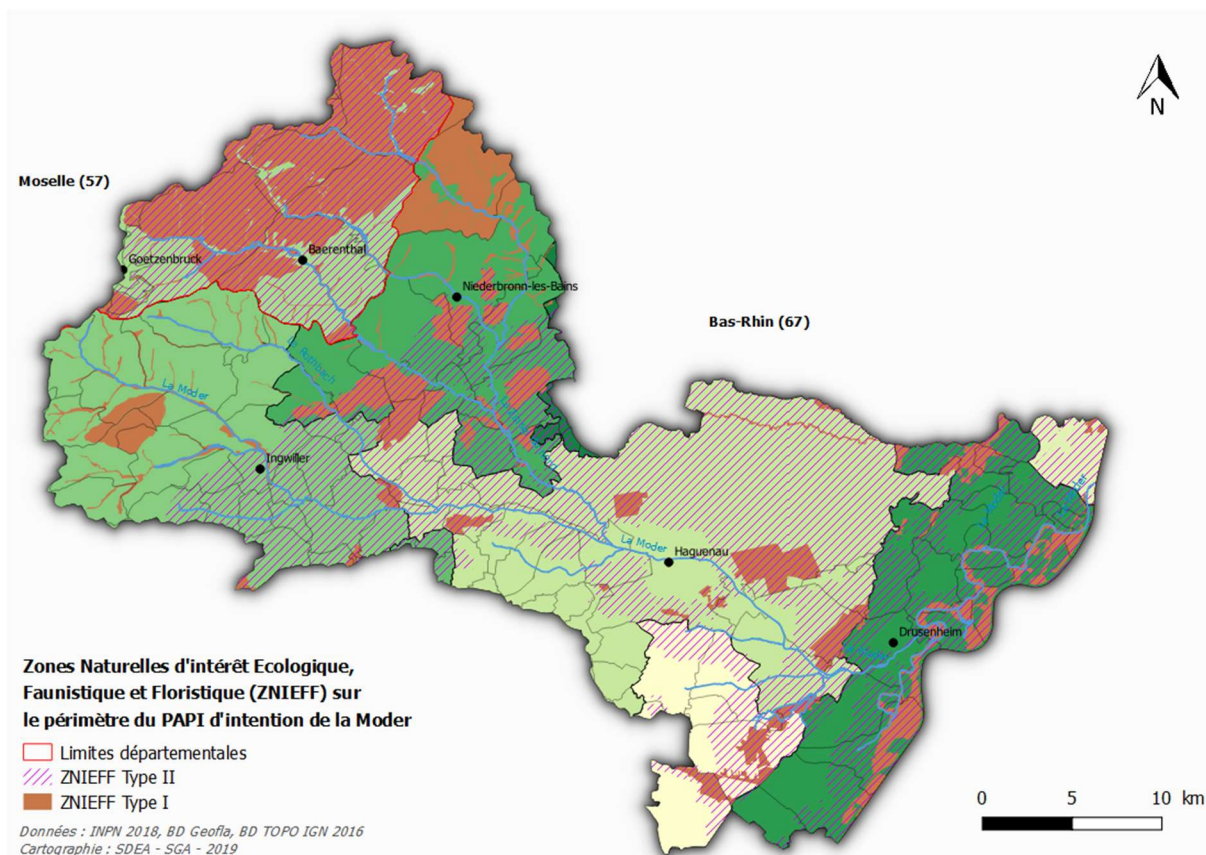 N
Moselle (57)
Goetzenbruck
Baerenthal
Niederbronn-les-Bains
Bas-Rhin (67)
Rothbach
La Moder
Ingwiller
La Moder
Haguenau
Drusenheim
Zones Naturelles d'intérêt Ecologique,
Faunistique et Floristique (ZNIEFF) sur
le périmètre du PAPI d'intention de la Moder
Limites départementales
ZNIEFF Type II
ZNIEFF Type I
0 5 10 km
Données : INPN 2018, BD Geofla, BD TOPO IGN 2016
Cartographie : SDEA - SGA - 2019